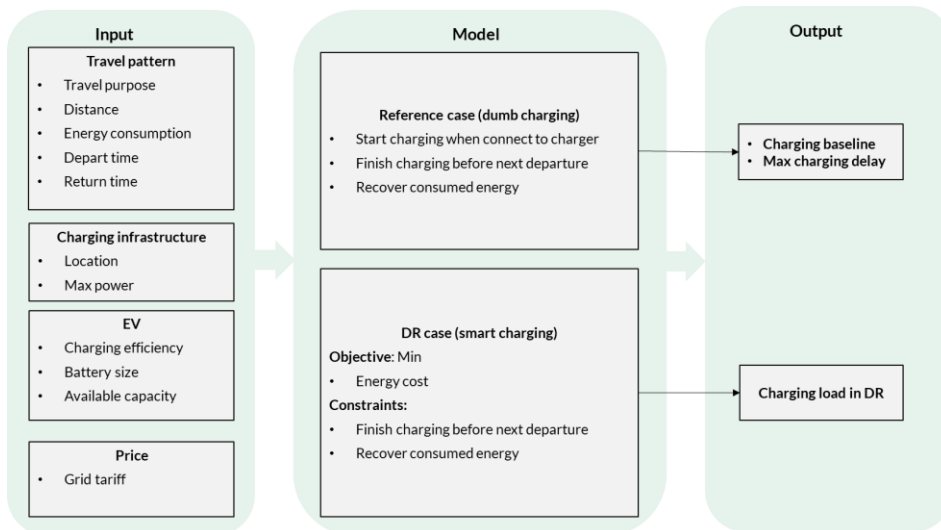 Input
Travel pattern
• Travel purpose
• Distance
• Energy consumption
• Depart time
• Return time
Charging infrastructure
• Location
• Max power
EV
• Charging efficiency
• Battery size
• Available capacity
Price
• Grid tariff
Model
Reference case (dumb charging)
• Start charging when connect to charger
• Finish charging before next departure
• Recover consumed energy
DR case (smart charging)
Objective: Min
• Energy cost
Constraints:
• Finish charging before next departure
• Recover consumed energy
Output
• Charging baseline
• Max charging delay
Charging load in DR